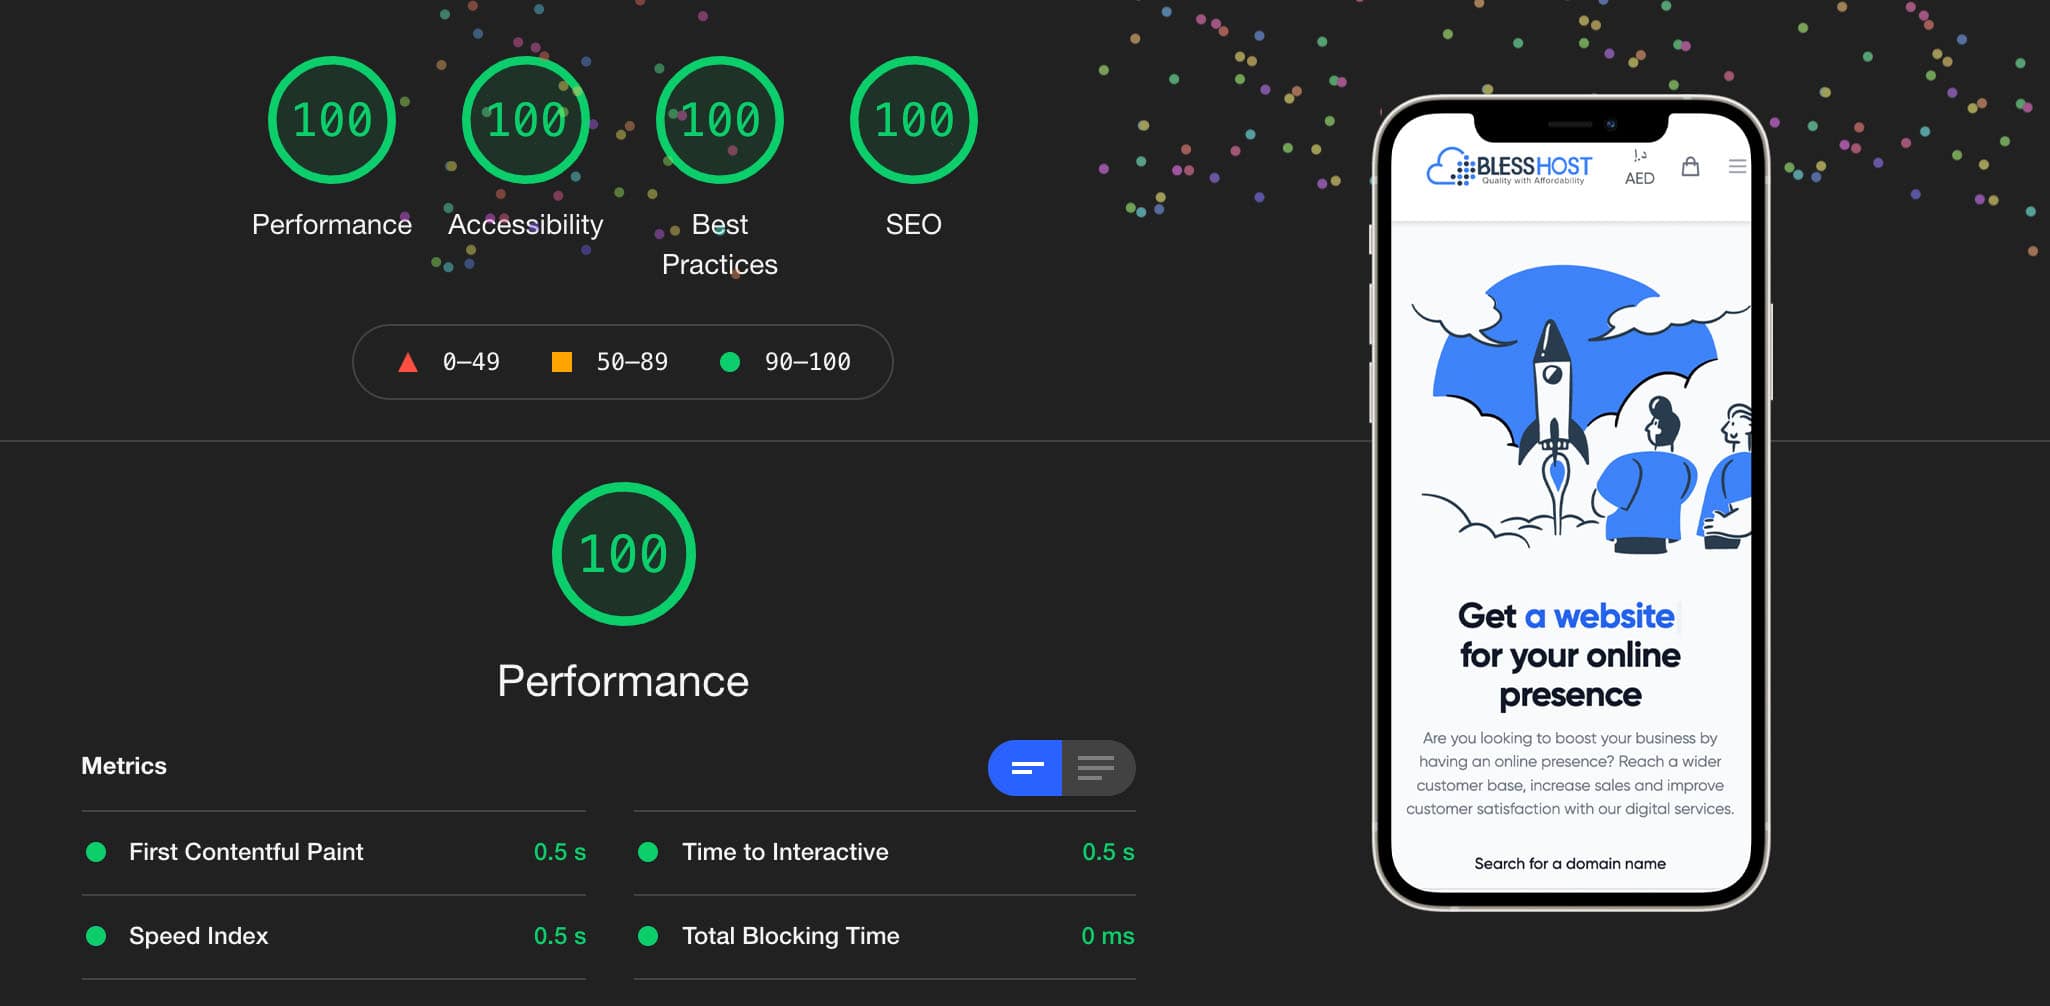 100
100
100
100
Performance
Accessibility
Best
Practices
SEO
0–49
50–89
90–100
100
Performance
Metrics
First Contentful Paint
0.5 s
Time to Interactive
0.5 s
Speed Index
0.5 s
Total Blocking Time
0 ms
BLESSHOST
Quality with Affordability
د.إ
AED
Get a website
for your online
presence
Are you looking to boost your business by
having an online presence? Reach a wider
customer base, increase sales and improve
customer satisfaction with our digital services.
Search for a domain name